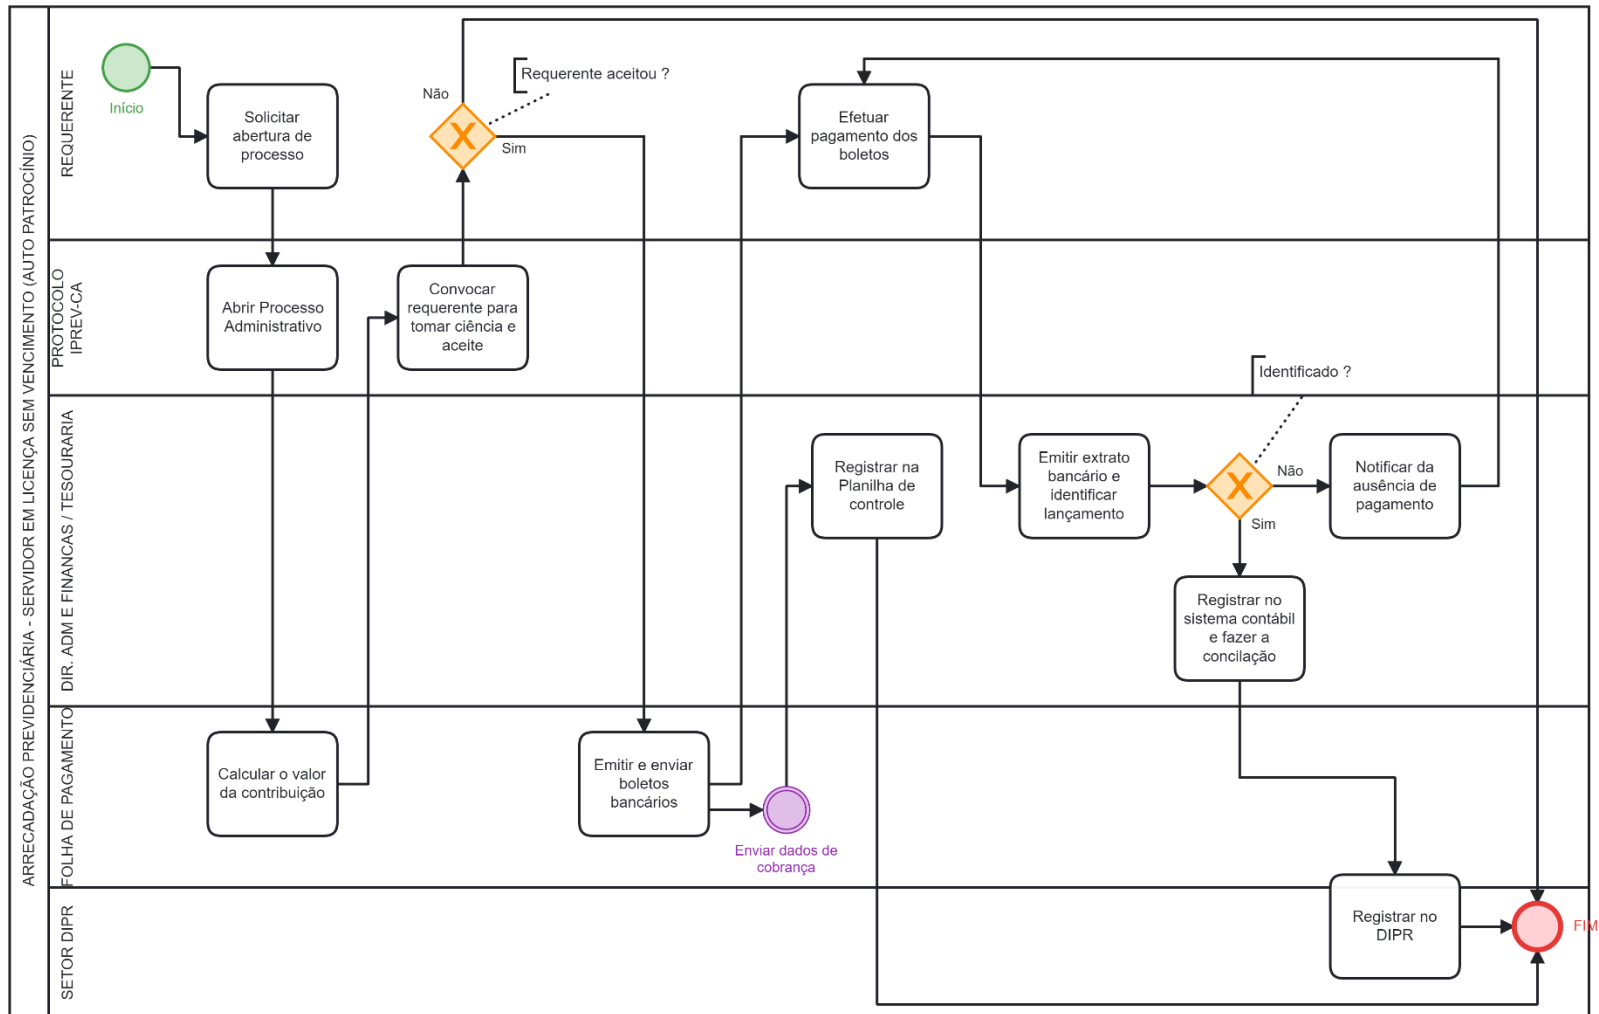 ARRECADAÇÃO PREVIDENCIÁRIA - SERVIDOR EM LICENÇA SEM VENCIMENTO (AUTO PATROCÍNIO)
REQUERENTE
Início
Solicitar
abertura de
processo
Não
Requerente aceitou ?
Sim
Efetuar
pagamento dos
boletos
PROTOCOLO
IPREV-CA
Abrir Processo
Administrativo
Convocar
requerente para
tomar ciência e
aceite
Identificado ?
DIR. ADM E FINANCAS / TESOURARIA
Registrar na
Planilha de
controle
Emitir extrato
bancário e
identificar
lançamento
Não
Sim
Notificar da
ausência de
pagamento
Registrar no
sistema contábil
e fazer a
concilação
FOLHA DE PAGAMENTO
Calcular o valor
da contribuição
Emitir e enviar
boletos
bancários
Enviar dados de
cobrança
SETOR DIPR
Registrar no
DIPR
FIM